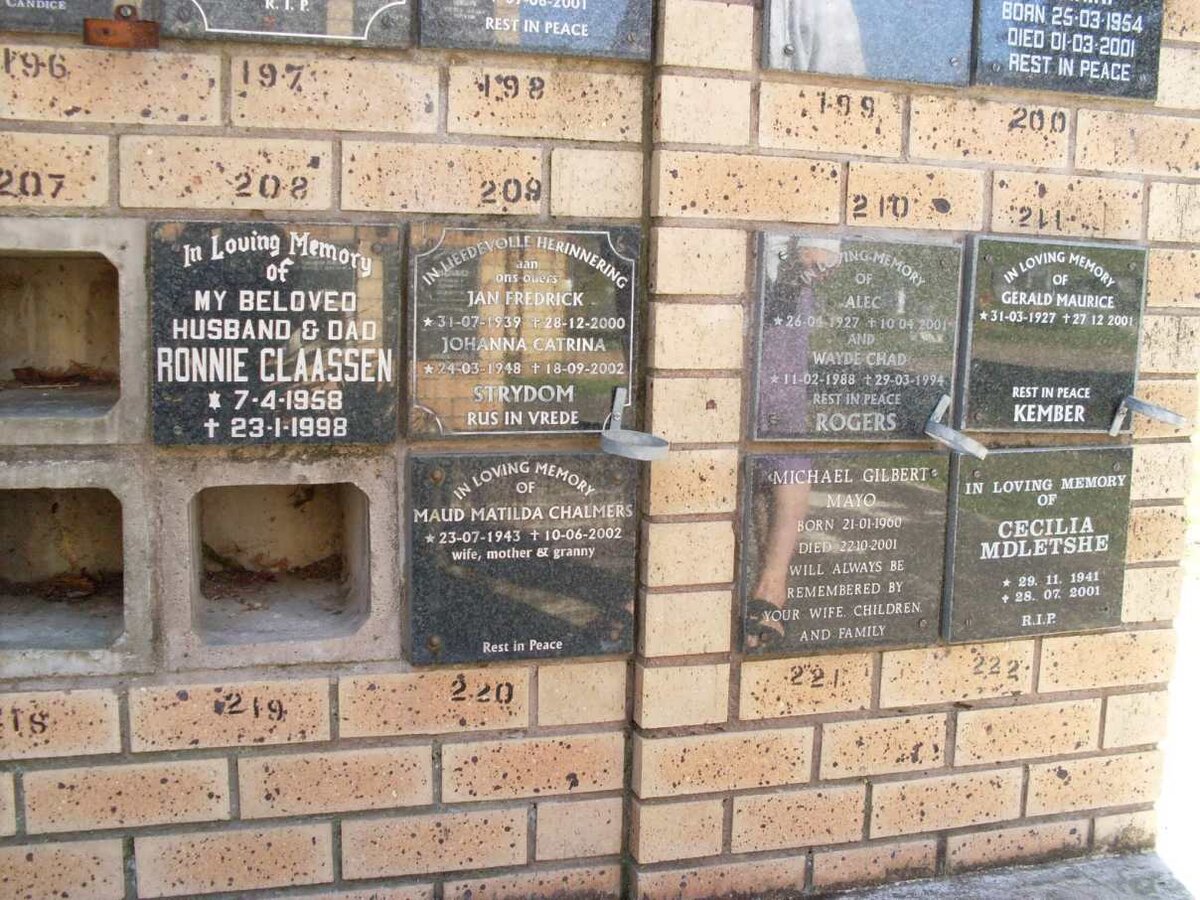 CANDICE
R.I.P.
-08-2001
REST IN PEACE
BORN 25-03-1954
DIED 01-03-2001
REST IN PEACE
196
197
198
199
200
207
208
209
210
211
In Loving Memory
of
MY BELOVED
HUSBAND & DAD
RONNIE CLAASSEN
* 7-4-1958
† 23-1-1998
IN LIEFDEVOLLE HERINNERING
aan
ons ouers
JAN FREDRICK
★ 31-07-1939 † 28-12-2000
JOHANNA CATRINA
★ 24-03-1948 † 18-09-2002
STRYDOM
RUS IN VREDE
IN LOVING MEMORY
OF
ALEC
★ 26-04-1927 † 10 04 2001
AND
WAYDE CHAD
★ 11-02-1988 † 29-03-1994
REST IN PEACE
ROGERS
IN LOVING MEMORY
OF
GERALD MAURICE
★ 31-03-1927 † 27 12 2001
REST IN PEACE
KEMBER
IN LOVING MEMORY
OF
MAUD MATILDA CHALMERS
★ 23-07-1943 † 10-06-2002
wife, mother & granny
Rest in Peace
MICHAEL GILBERT
MAYO
BORN 21-01-1960
DIED 22-10-2001
WILL ALWAYS BE
REMEMBERED BY
YOUR WIFE, CHILDREN
AND FAMILY
IN LOVING MEMORY
OF
CECILIA
MDLETSHE
★ 29. 11. 1941
† 28. 07. 2001
R.I.P.
218
219
220
221
222